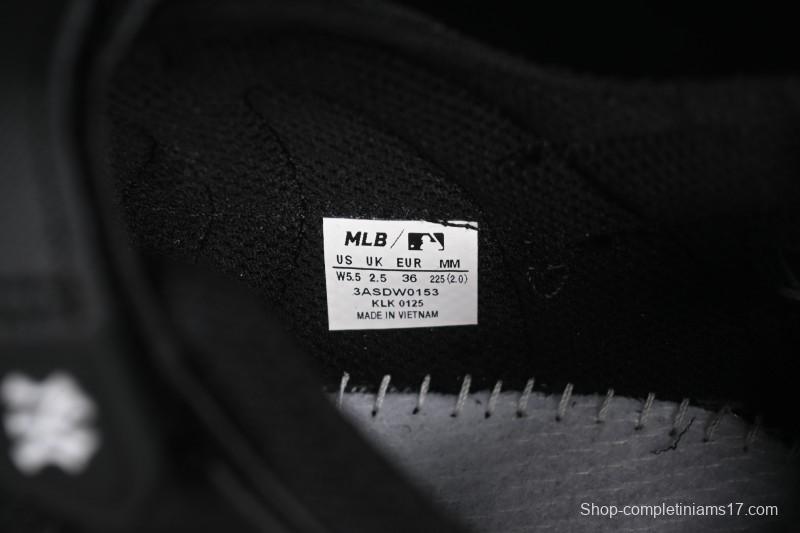 MLB
US UK EUR MM
W5.5 2.5 36 225(2.0)
3ASDW0153
KLK 0125
MADE IN VIETNAM
Shop-completiniams17.com